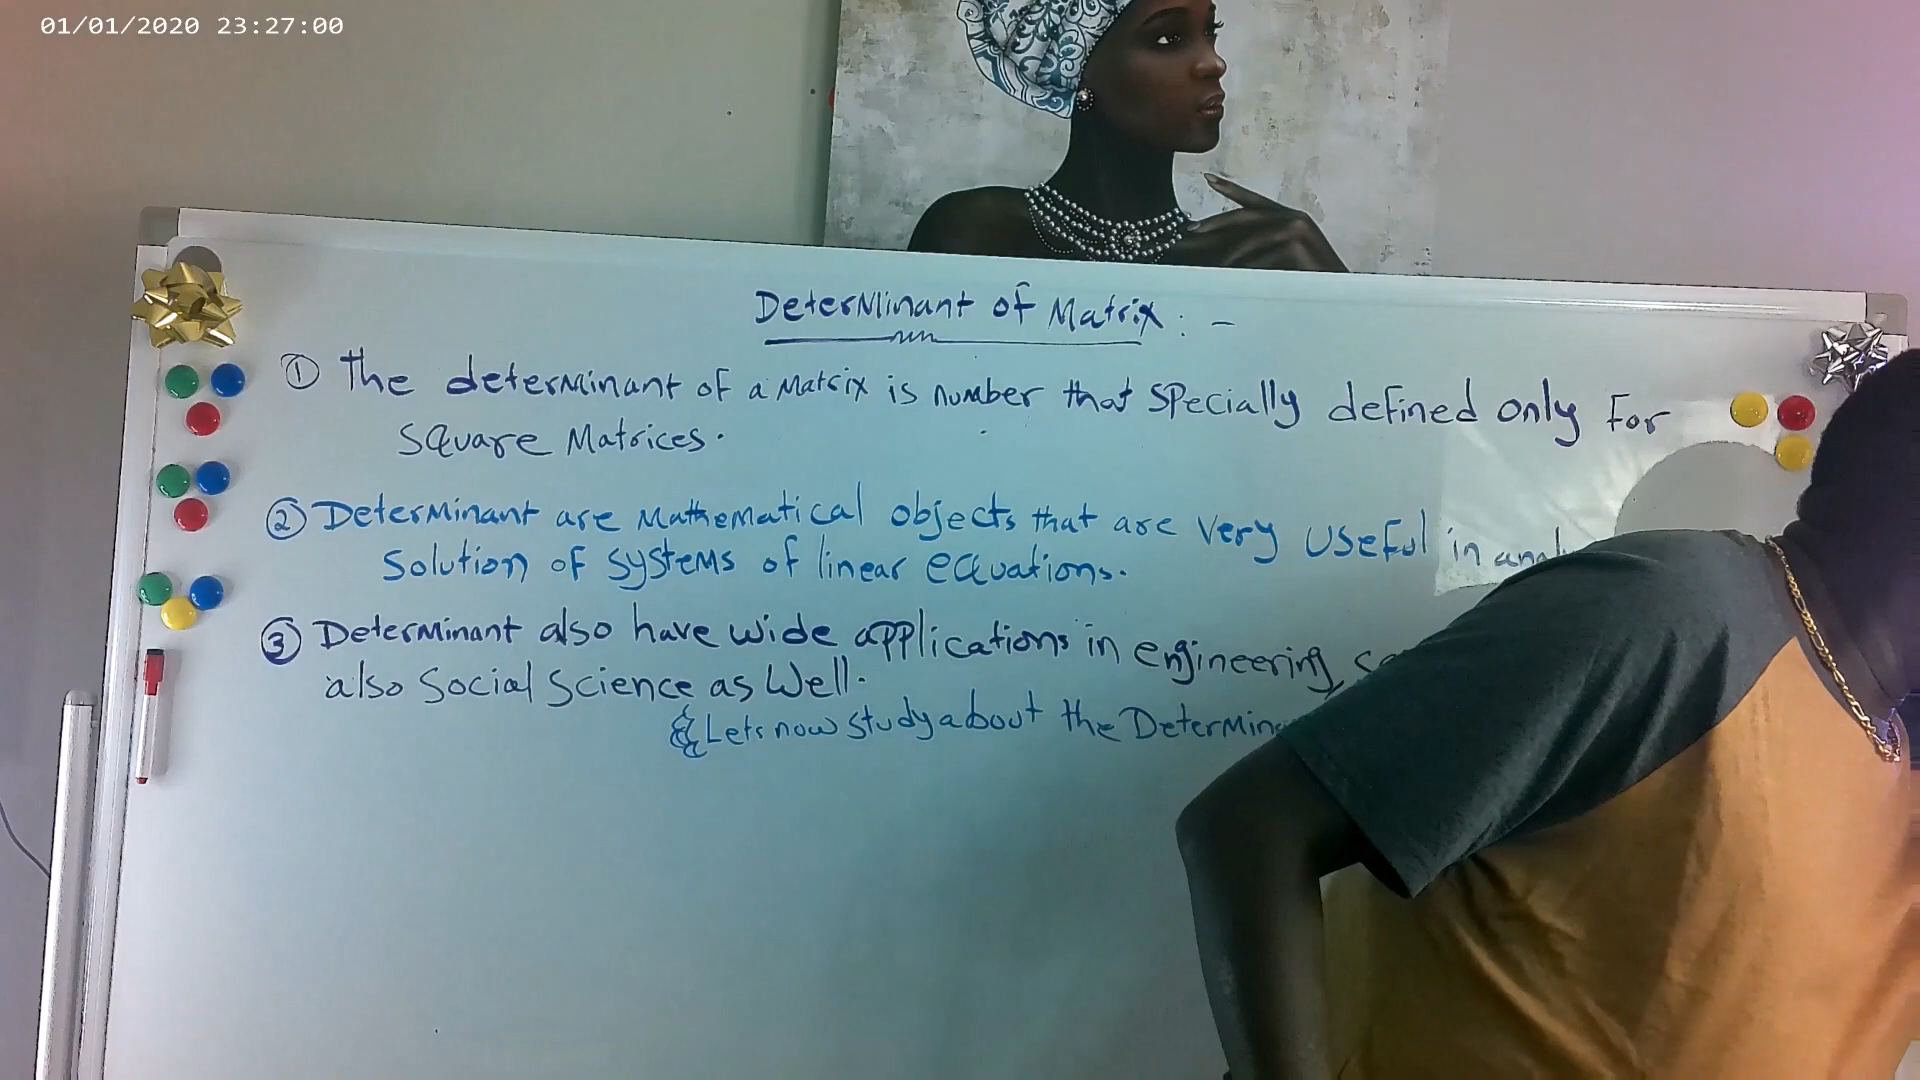 01/01/2020 23:27:00
Determinant of Matrix : -
① The determinant of a Matrix is number that specially defined only for
square Matrices.
② Determinant are Mathematical objects that are very useful in
solution of systems of linear equations.
③ Determinant also have wide applications in engineering,
also Social Science as Well.
Lets now study about the